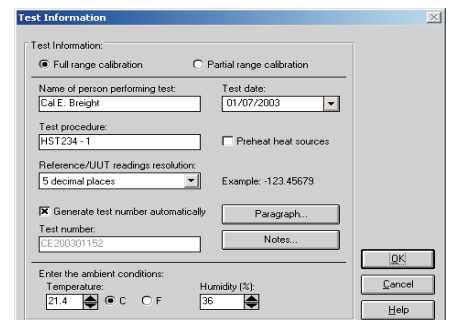 Test Information
Test Information:
Full range calibration Partial range calibration
Name of person performing test: Test date:
Cal E. Breight 01/07/2003
Test procedure:
HST234 - 1 Preheat heat sources
Reference/UUT readings resolution:
5 decimal places Example: -123.45679
Generate test number automatically Paragraph...
Test number:
CE200301152 Notes...
OK
Enter the ambient conditions:
Temperature: Humidity (%): Cancel
21.4 C F 36
Help